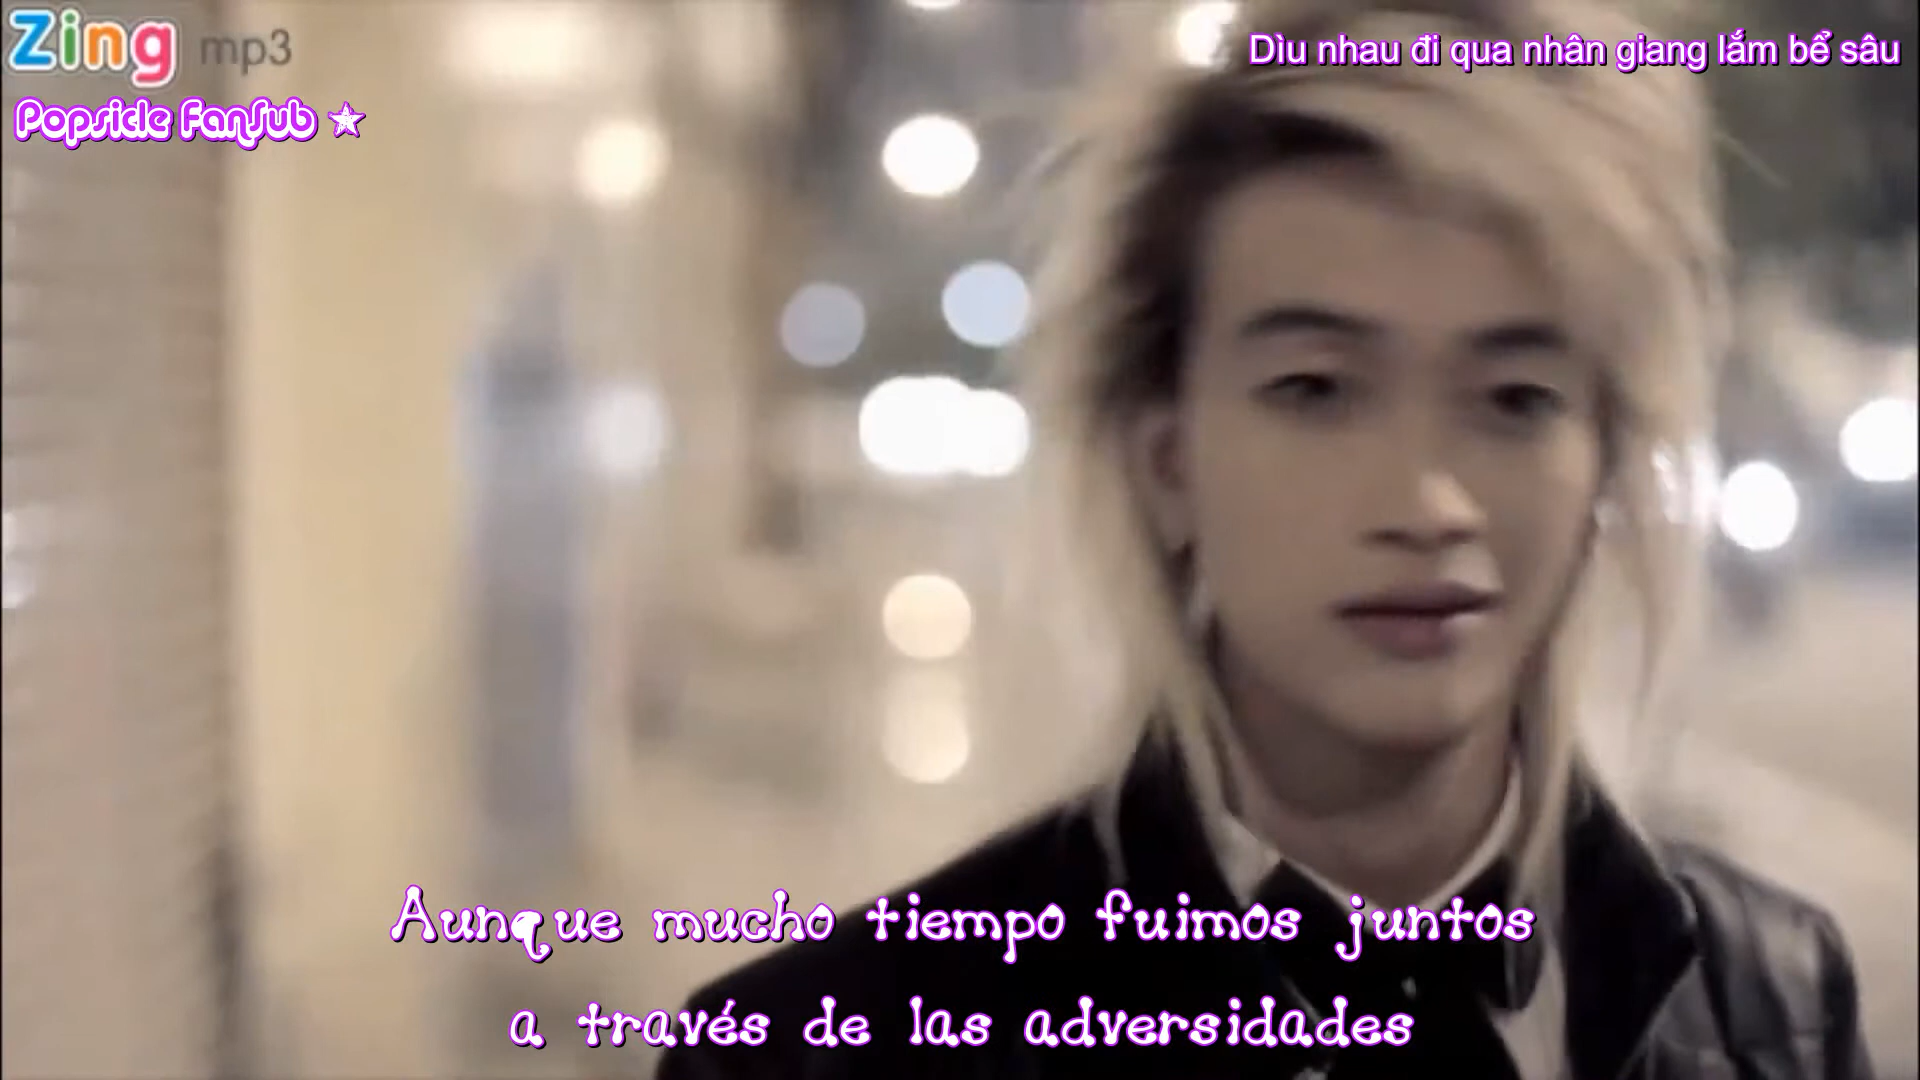 Zing mp3
Dìu nhau đi qua nhân giang lắm bể sâu
Popsicle FanSub ★
Aunque mucho tiempo fuimos juntos
a través de las adversidades